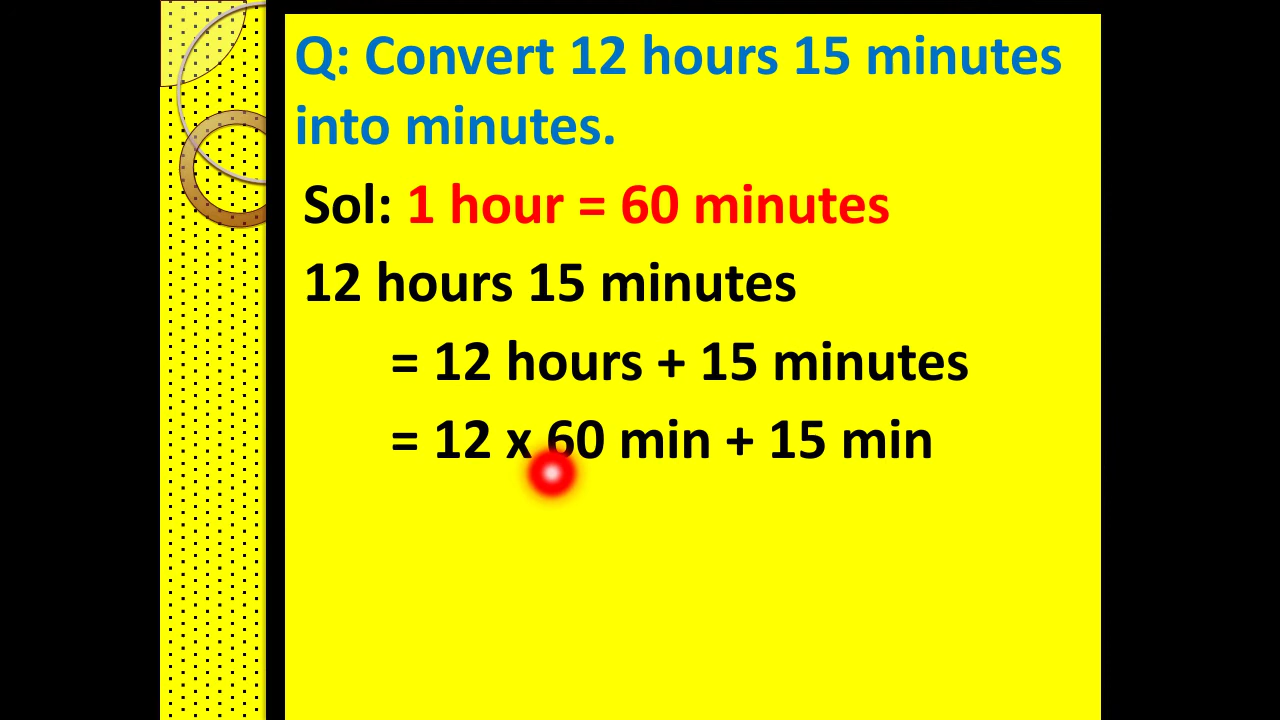 Q: Convert 12 hours 15 minutes
into minutes.
Sol: 1 hour = 60 minutes
12 hours 15 minutes
= 12 hours + 15 minutes
= 12 x 60 min + 15 min